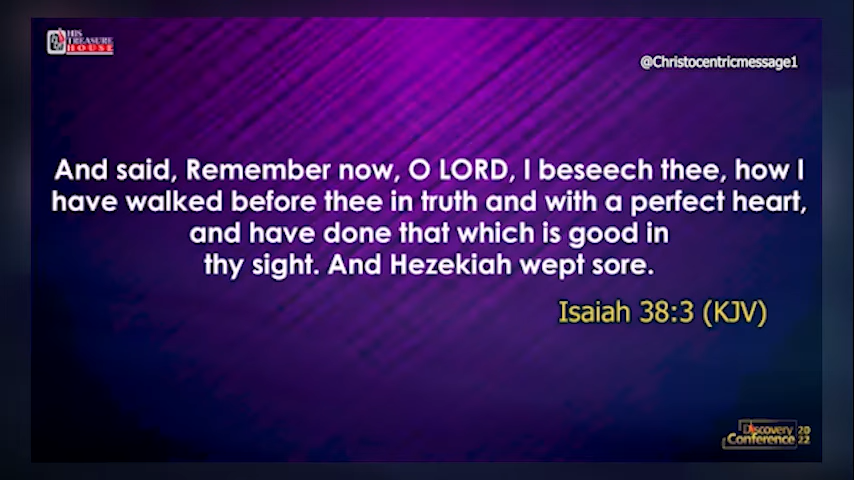 HIS
TREASURE
HOUSE
@Christocentricmessage1
And said, Remember now, O LORD, I beseech thee, how I
have walked before thee in truth and with a perfect heart,
and have done that which is good in
thy sight. And Hezekiah wept sore.
Isaiah 38:3 (KJV)
Discovery
Conference
20
22